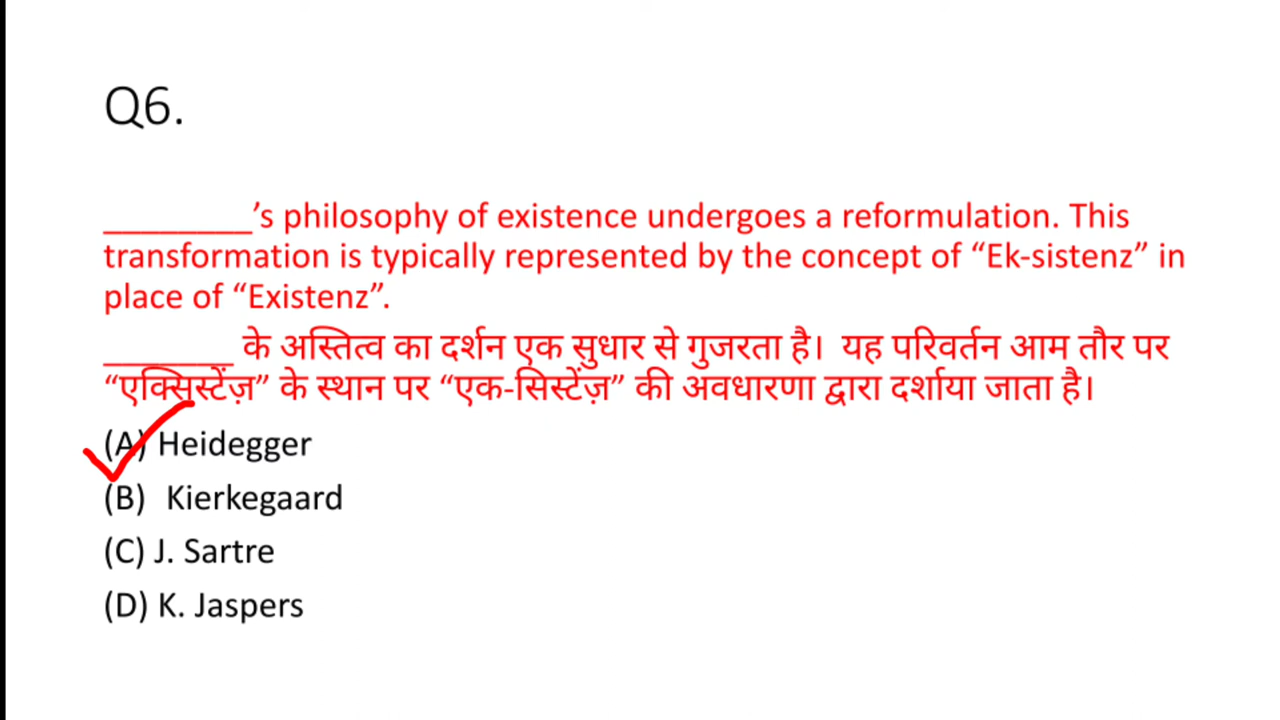 Q6.
________’s philosophy of existence undergoes a reformulation. This
transformation is typically represented by the concept of “Ek-sistenz” in
place of “Existenz”.
_______ के अस्तित्व का दर्शन एक सुधार से गुजरता है। यह परिवर्तन आम तौर पर
“एक्सिस्टेंज़” के स्थान पर “एक-सिस्टेंज़” की अवधारणा द्वारा दर्शाया जाता है।
(A) Heidegger
(B) Kierkegaard
(C) J. Sartre
(D) K. Jaspers